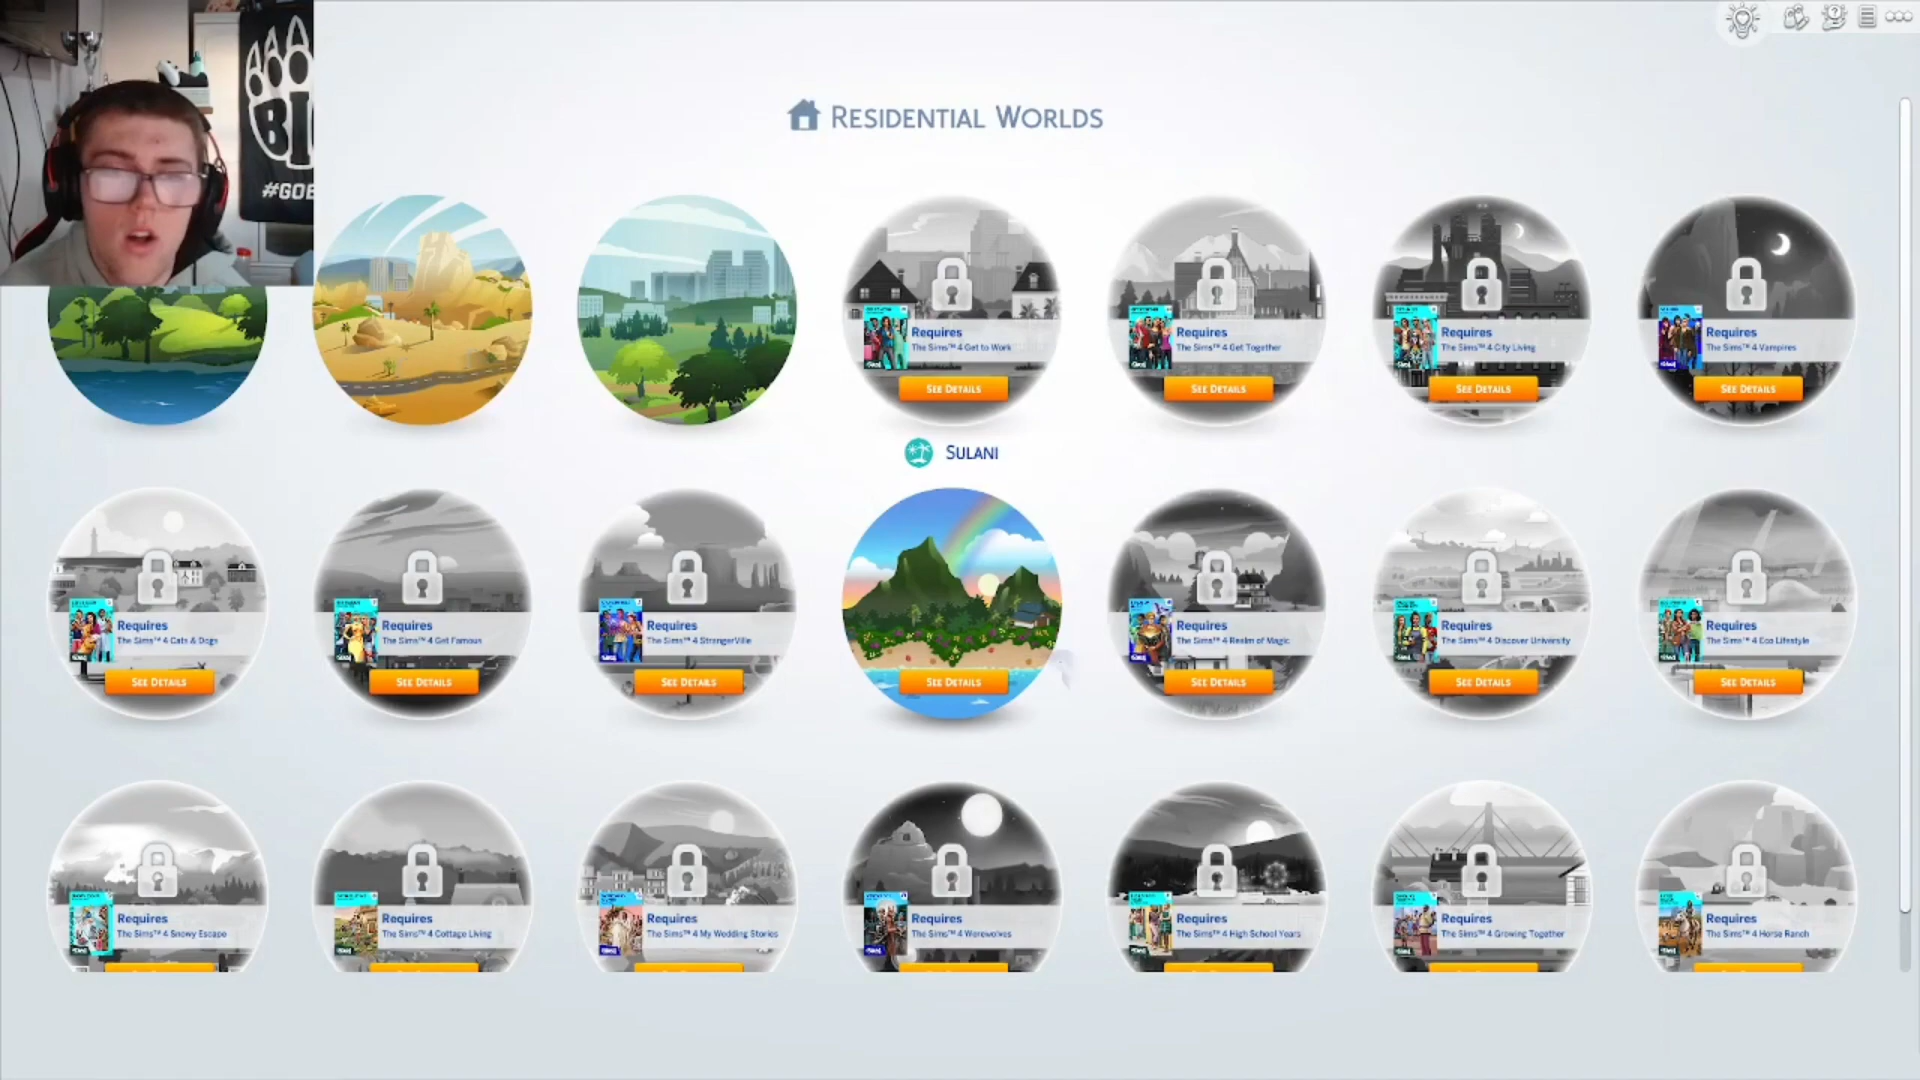 BI
#GOB
RESIDENTIAL WORLDS
Requires
The Sims™ 4 Get to Work
SEE DETAILS
Requires
The Sims™ 4 Get Together
SEE DETAILS
Requires
The Sims™ 4 City Living
SEE DETAILS
Requires
The Sims™ 4 Vampires
SEE DETAILS
SULANI
Requires
The Sims™ 4 Cats & Dogs
SEE DETAILS
Requires
The Sims™ 4 Get Famous
SEE DETAILS
Requires
The Sims™ 4 StrangerVille
SEE DETAILS
SEE DETAILS
Requires
The Sims™ 4 Realm of Magic
SEE DETAILS
Requires
The Sims™ 4 Discover University
SEE DETAILS
Requires
The Sims™ 4 Eco Lifestyle
SEE DETAILS
Requires
The Sims™ 4 Snowy Escape
Requires
The Sims™ 4 Cottage Living
Requires
The Sims™ 4 My Wedding Stories
Requires
The Sims™ 4 Werewolves
Requires
The Sims™ 4 High School Years
Requires
The Sims™ 4 Growing Together
Requires
The Sims™ 4 Horse Ranch